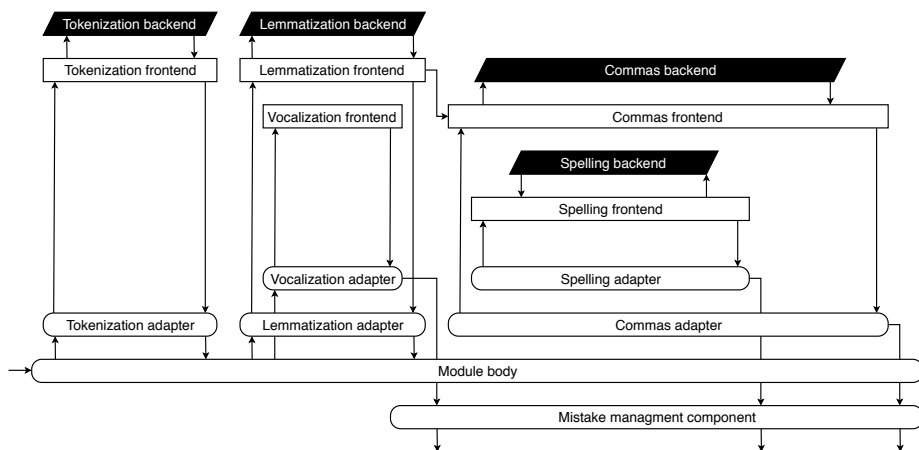 Tokenization backend
Lemmatization backend
Tokenization frontend
Lemmatization frontend
Commas backend
Vocalization frontend
Commas frontend
Spelling backend
Spelling frontend
Vocalization adapter
Spelling adapter
Tokenization adapter
Lemmatization adapter
Commas adapter
Module body
Mistake managment component